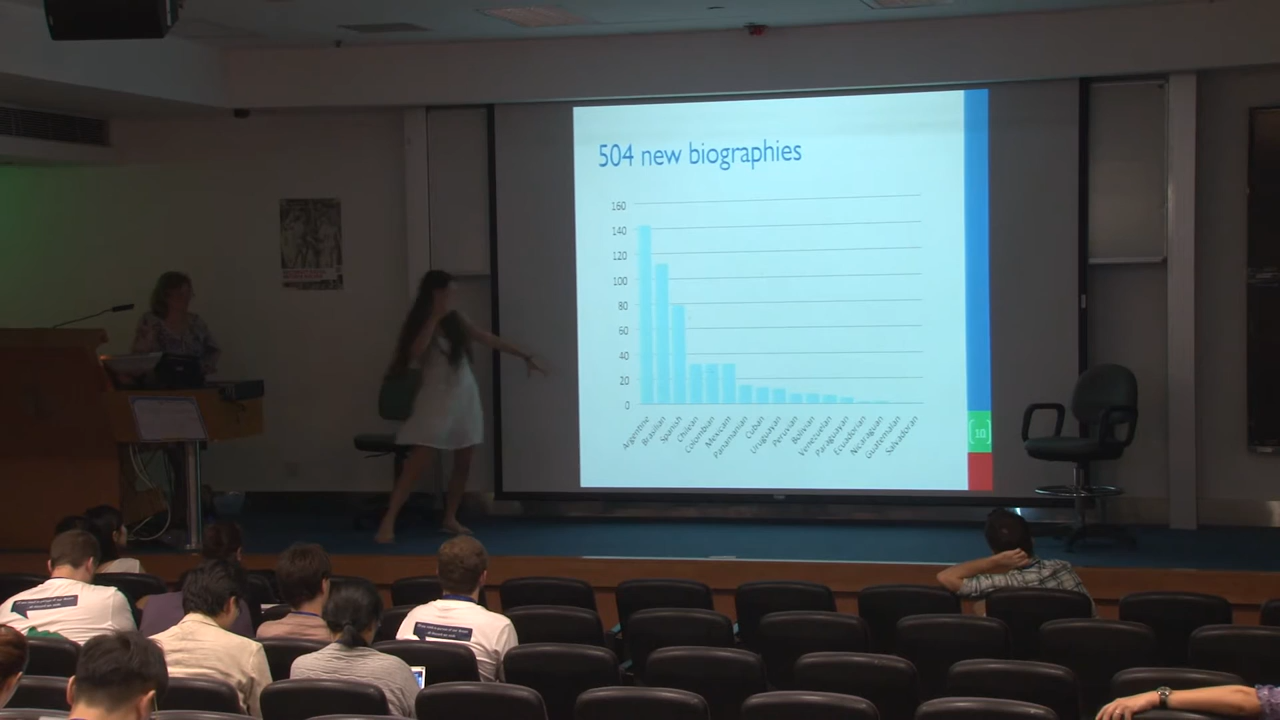 504 new biographies
160
140
120
100
80
60
40
20
0
Argentine
Brasilian
Spanish
Chilean
Colombian
Mexican
Panamanian
Cuban
Uruguayan
Peruvian
Bolivian
Venezuelan
Paraguayan
Ecuadorian
Nicaraguan
Guatemalan
Salvadoran
[10]